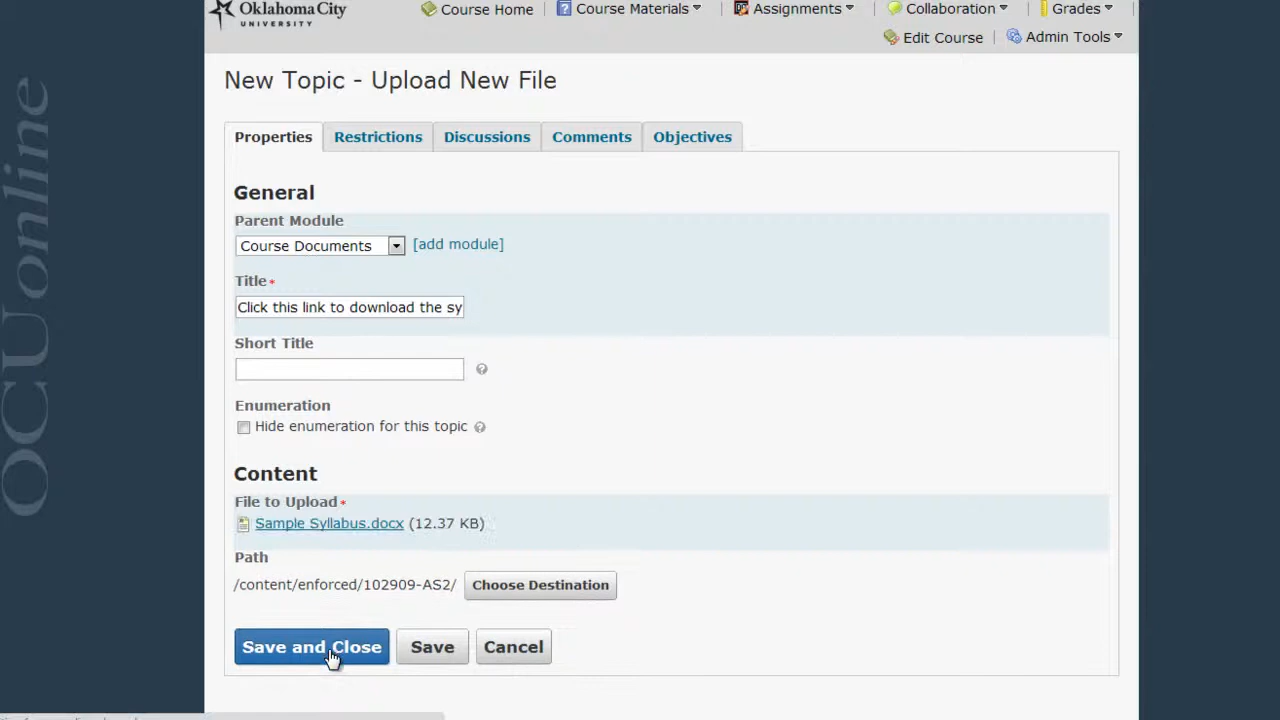 Oklahoma City
UNIVERSITY
Course Home
Course Materials
Assignments
Collaboration
Grades
Edit Course
Admin Tools
OCUonline
New Topic - Upload New File
Properties
Restrictions
Discussions
Comments
Objectives
General
Parent Module
Course Documents [add module]
Title*
Click this link to download the sy
Short Title
Enumeration
Hide enumeration for this topic
Content
File to Upload*
Sample Syllabus.docx (12.37 KB)
Path
/content/enforced/102909-AS2/ Choose Destination
Save and Close
Save
Cancel